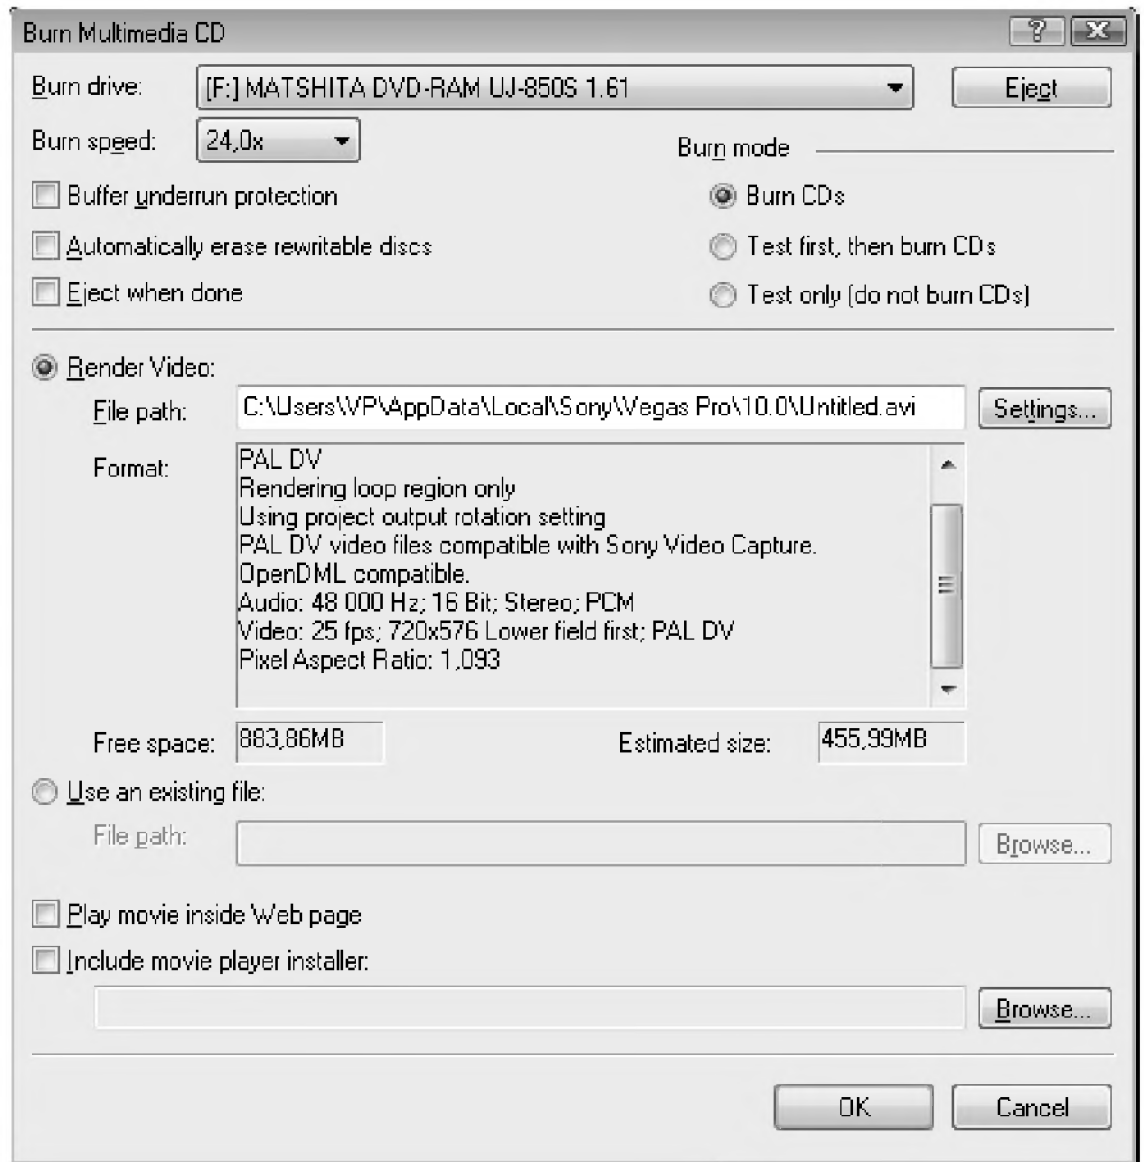 Burn Multimedia CD
Burn drive: [F:] MATSHITA DVD-RAM UJ-850S 1.61 Eject
Burn speed: 24,0x
Burn mode
Buffer underrun protection
Burn CDs
Automatically erase rewritable discs
Test first, then burn CDs
Eject when done
Test only (do not burn CDs)
Render Video:
File path: C:\Users\VP\AppData\Local\Sony\Vegas Pro\10.0\Untitled.avi Settings...
Format: PAL DV
Rendering loop region only
Using project output rotation setting
PAL DV video files compatible with Sony Video Capture.
OpenDML compatible.
Audio: 48 000 Hz; 16 Bit; Stereo; PCM
Video: 25 fps; 720x576 Lower field first; PAL DV
Pixel Aspect Ratio: 1,093
Free space: 883,86MB Estimated size: 455,99MB
Use an existing file:
File path: Browse...
Play movie inside Web page
Include movie player installer:
Browse...
OK Cancel